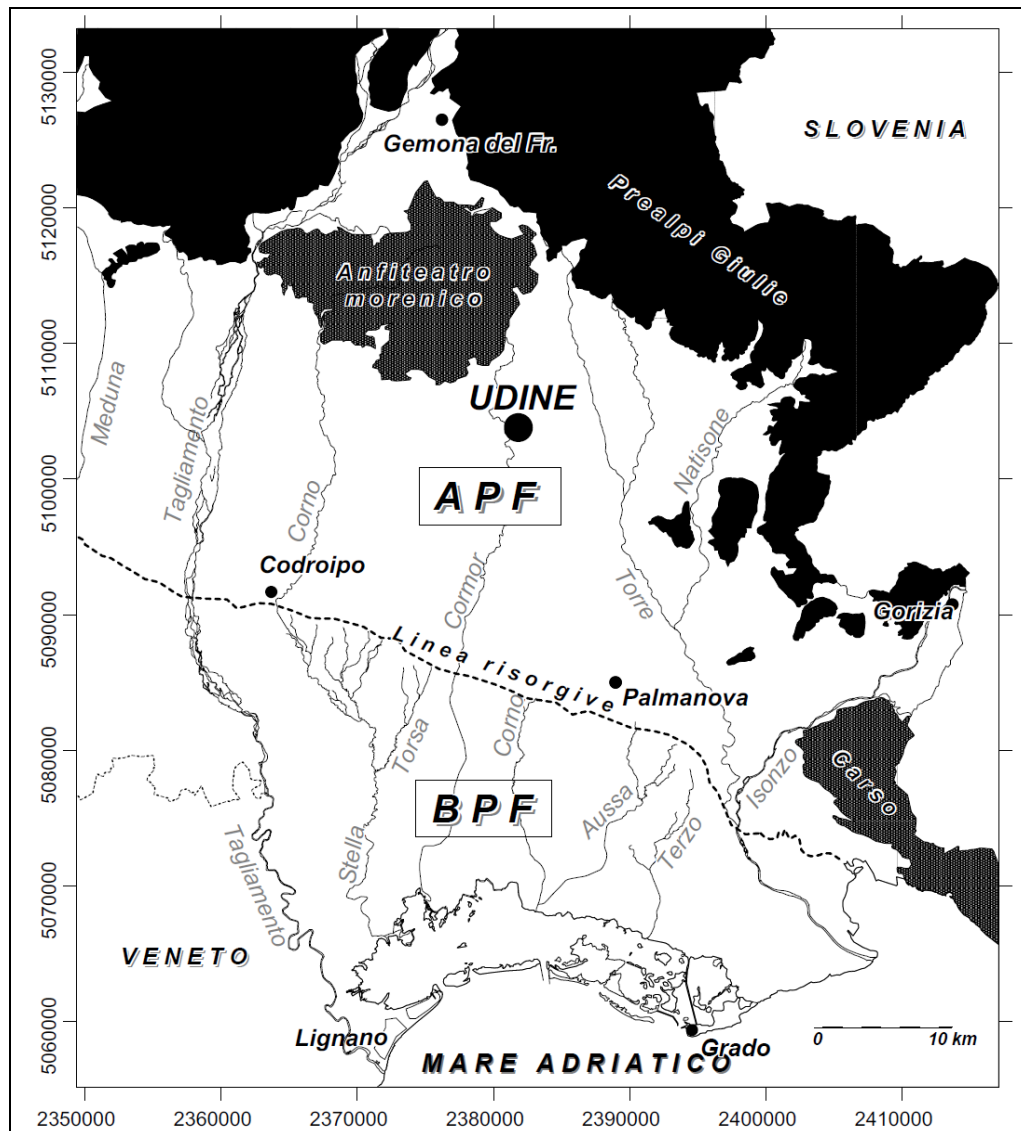 5130000
5120000
5110000
5100000
5090000
5080000
5070000
5060000
Gemona del Fr.
SLOVENIA
Prealpi Giulie
Anfiteatro
morenico
Meduna
Tagliamento
UDINE
Natisone
Corno
APF
Codroipo
Cormor
Torre
Gorizia
Linea risorgive
Palmanova
Torsa
Corno
Isonzo
Carso
BPF
Aussa
Stella
Terzo
Tagliamento
VENETO
Lignano
Grado
0 10 km
MARE ADRIATICO
2350000 2360000 2370000 2380000 2390000 2400000 2410000